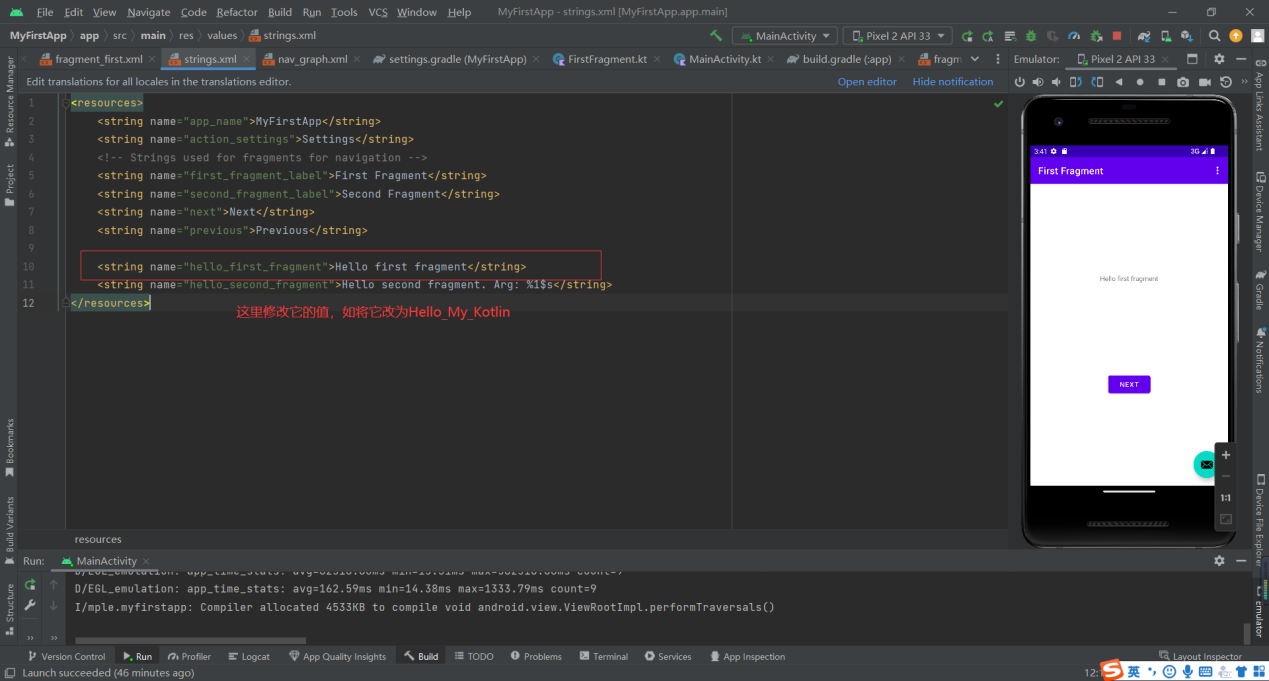 File Edit View Navigate Code Refactor Build Run Tools VCS Window Help MyFirstApp - strings.xml [MyFirstApp.app.main]
MyFirstApp app src main res values strings.xml MainActivity Pixel 2 API 33
fragment_first.xml strings.xml nav_graph.xml settings.gradle (MyFirstApp) FirstFragment.kt MainActivity.kt build.gradle (:app) fragm Emulator: Pixel 2 API 33
Edit translations for all locales in the translations editor. Open editor Hide notification
1 <resources>
2 <string name="app_name">MyFirstApp</string>
3 <string name="action_settings">Settings</string>
4 <!-- Strings used for fragments for navigation -->
5 <string name="first_fragment_label">First Fragment</string>
6 <string name="second_fragment_label">Second Fragment</string>
7 <string name="next">Next</string>
8 <string name="previous">Previous</string>
9
10 <string name="hello_first_fragment">Hello first fragment</string>
11 <string name="hello_second_fragment">Hello second fragment. Arg: %1$s</string>
12 </resources>
这里修改它的值，如将它改为Hello_My_Kotlin
resources
3:41 3G
First Fragment
Hello first fragment
NEXT
1:1
Resource Manager
Project
Bookmarks
Build Variants
Structure
App Links Assistant
Device Manager
Gradle
Notifications
Device File Explorer
Emulator
Run: MainActivity
D/EGL_emulation: app_time_stats: avg=162.59ms min=14.38ms max=1333.79ms count=9
I/mple.myfirstapp: Compiler allocated 4533KB to compile void android.view.ViewRootImpl.performTraversals()
Version Control Run Profiler Logcat App Quality Insights Build TODO Problems Terminal Services App Inspection Layout Inspector
Launch succeeded (46 minutes ago) 12:1 英